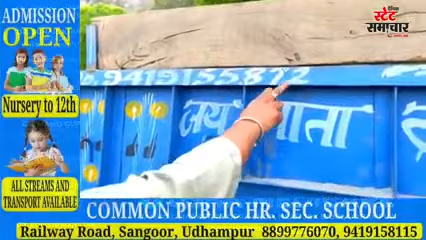 ADMISSION
OPEN
Nursery to 12th
ALL STREAMS AND
TRANSPORT AVAILABLE
दैनिक
स्टेट
समाचार
9419155872
जय माता
COMMON PUBLIC HR. SEC. SCHOOL
Railway Road, Sangoor, Udhampur 8899776070, 9419158115